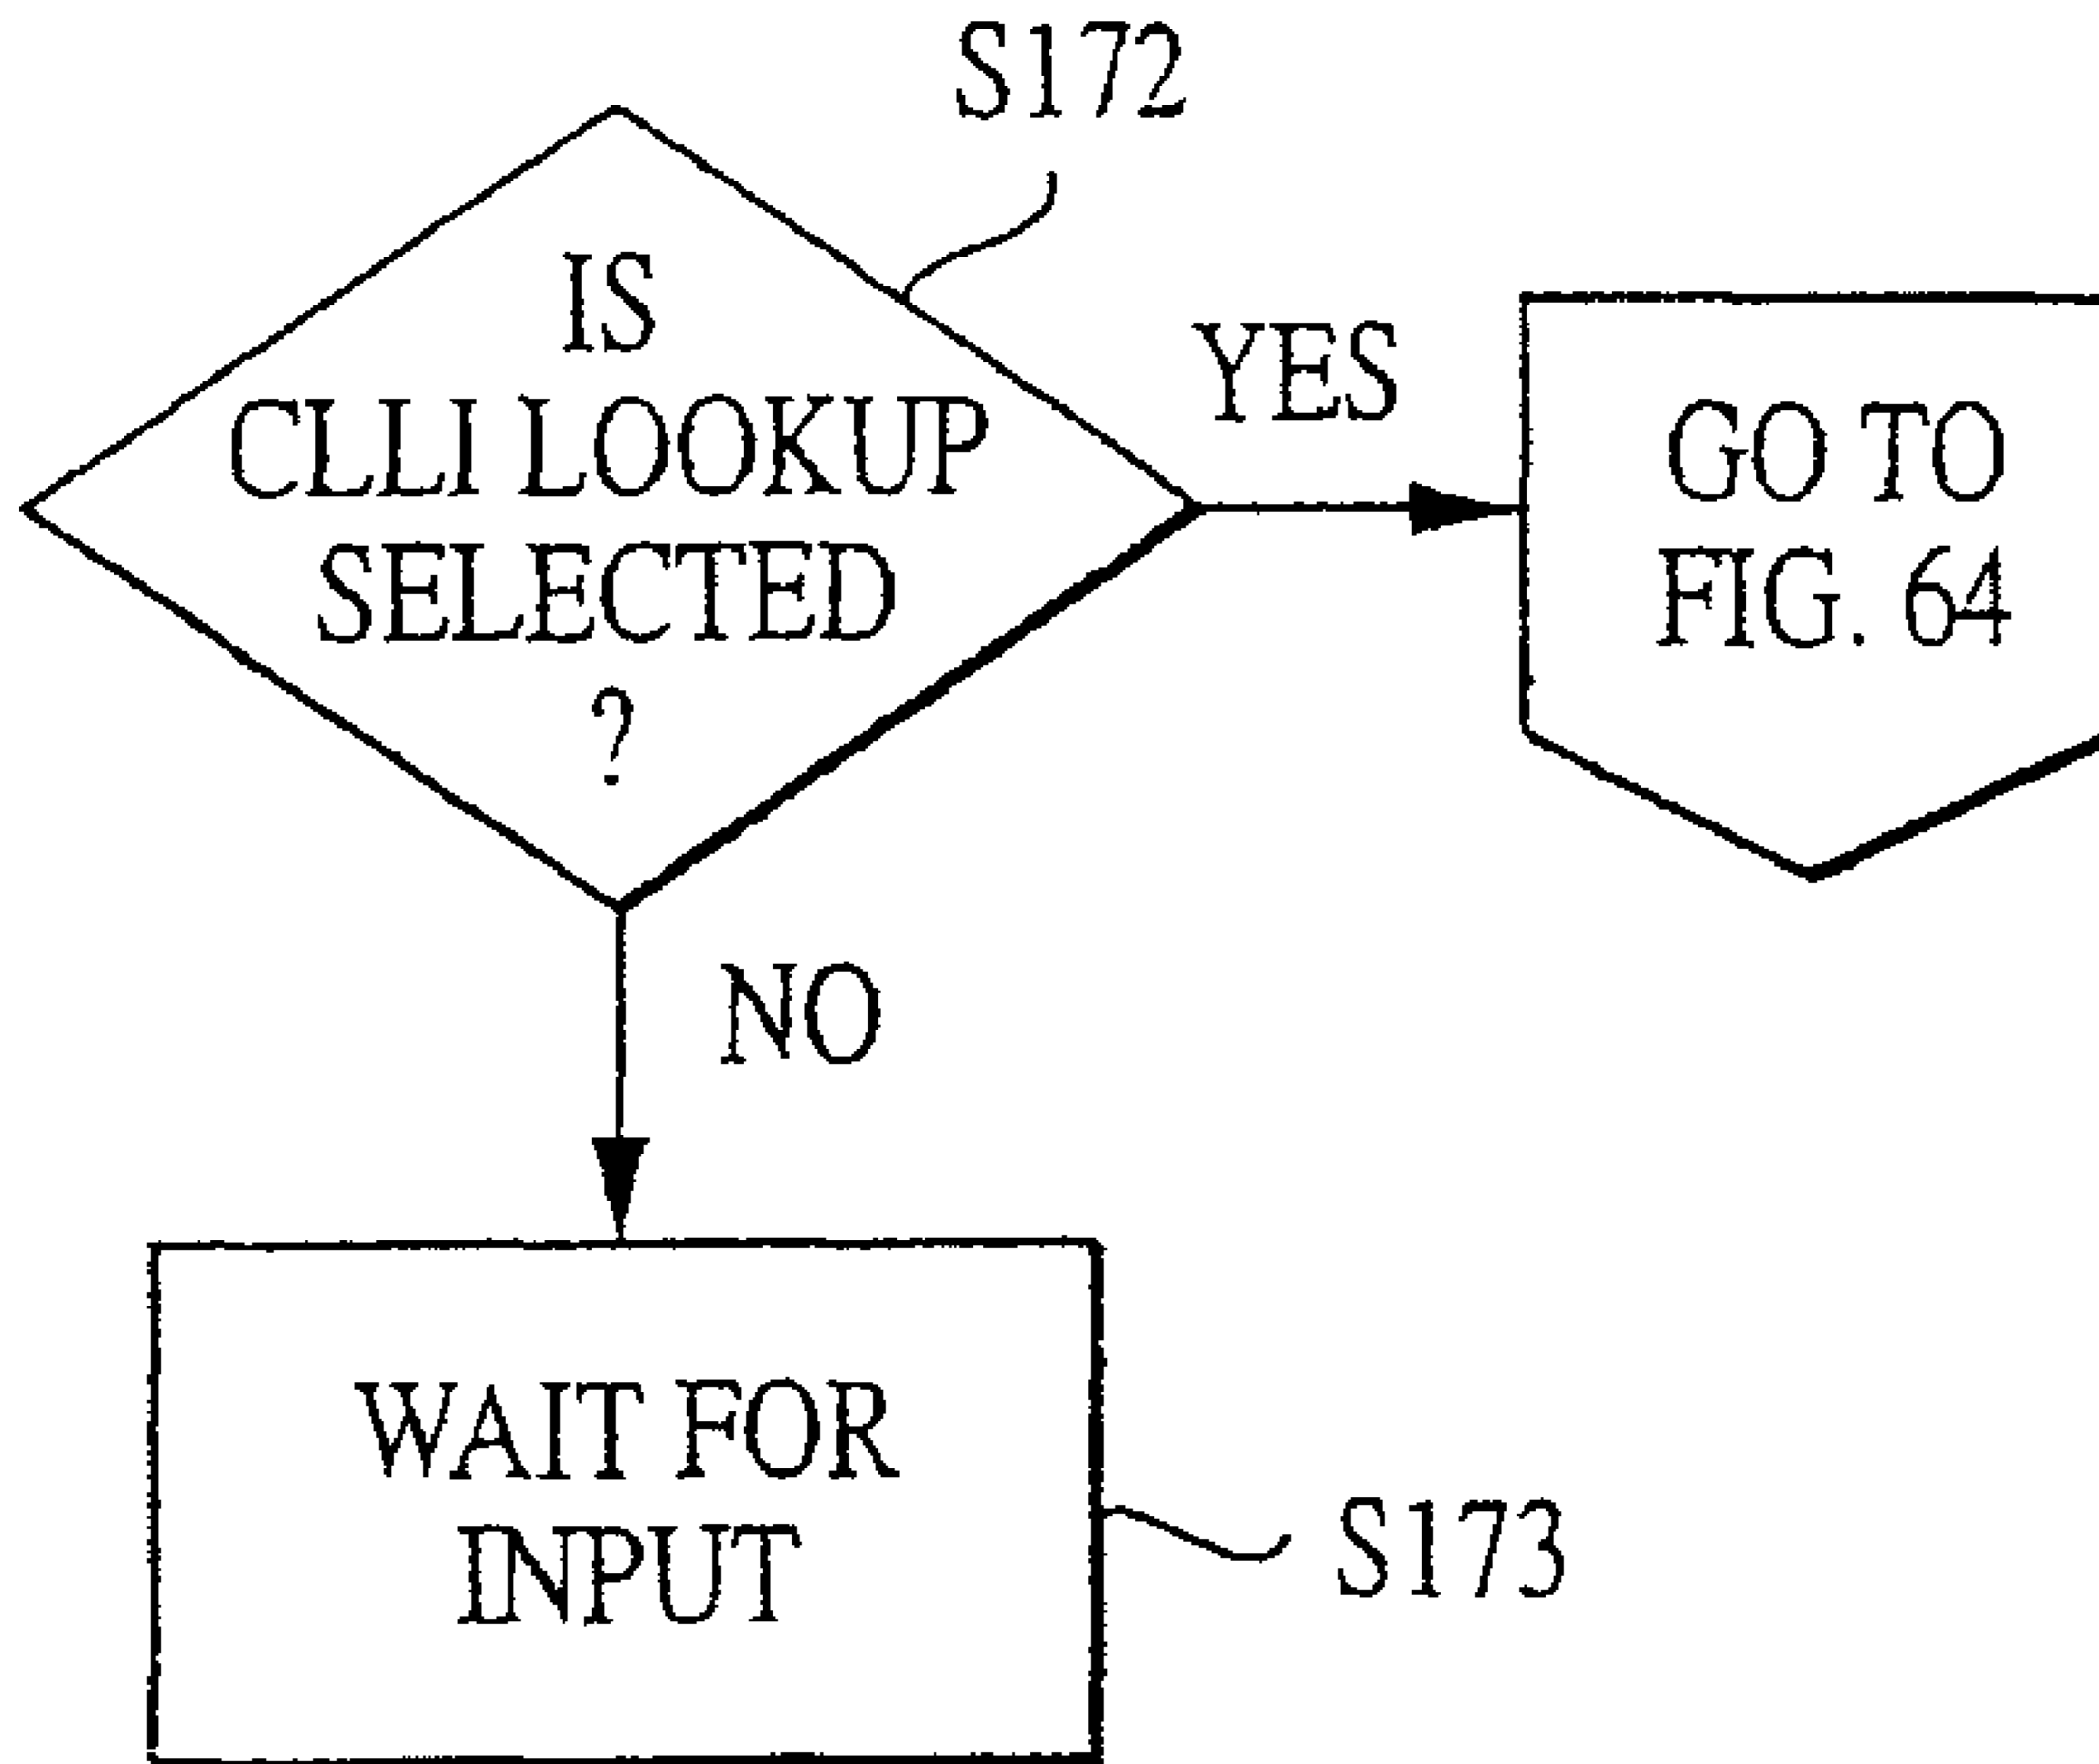 S172
IS
CLLI LOOKUP
SELECTED
?
YES
GO TO
FIG. 64
NO
WAIT FOR
INPUT
S173